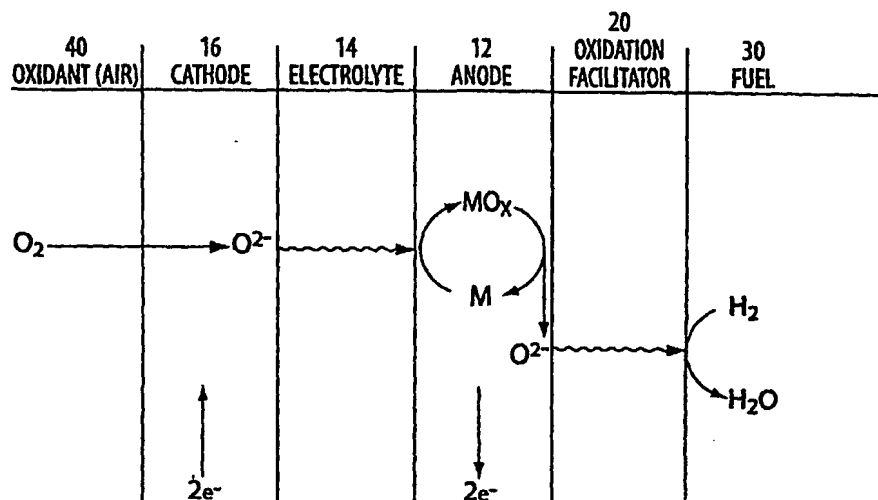 40
OXIDANT (AIR)
16
CATHODE
14
ELECTROLYTE
12
ANODE
20
OXIDATION
FACILITATOR
30
FUEL
O₂
O²⁻
MOₓ
M
O²⁻
H₂
H₂O
2e⁻
2e⁻